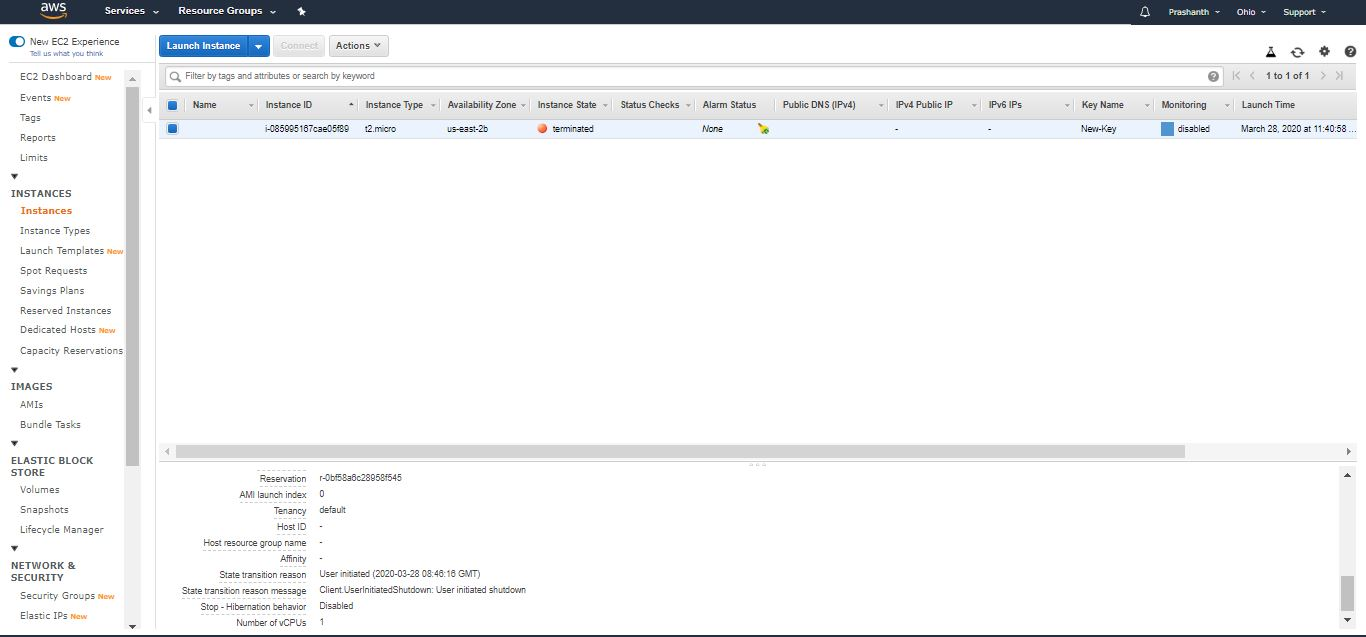 aws Services Resource Groups Prashanth Ohio Support
New EC2 Experience
Tell us what you think
Launch Instance Connect Actions
EC2 Dashboard New
Events New
Tags
Reports
Limits
INSTANCES
Instances
Instance Types
Launch Templates New
Spot Requests
Savings Plans
Reserved Instances
Dedicated Hosts New
Capacity Reservations
IMAGES
AMIs
Bundle Tasks
ELASTIC BLOCK
STORE
Volumes
Snapshots
Lifecycle Manager
NETWORK &
SECURITY
Security Groups New
Elastic IPs New
Filter by tags and attributes or search by keyword 1 to 1 of 1
Name Instance ID Instance Type Availability Zone Instance State Status Checks Alarm Status Public DNS (IPv4) IPv4 Public IP IPv6 IPs Key Name Monitoring Launch Time
i-085995167cae05f89 t2.micro us-east-2b terminated None - - New-Key disabled March 28, 2020 at 11:40:58 ...
Reservation r-0bf58a6c28958f545
AMI launch index 0
Tenancy default
Host ID -
Host resource group name -
Affinity -
State transition reason User initiated (2020-03-28 08:46:16 GMT)
State transition reason message Client.UserInitiatedShutdown: User initiated shutdown
Stop - Hibernation behavior Disabled
Number of vCPUs 1